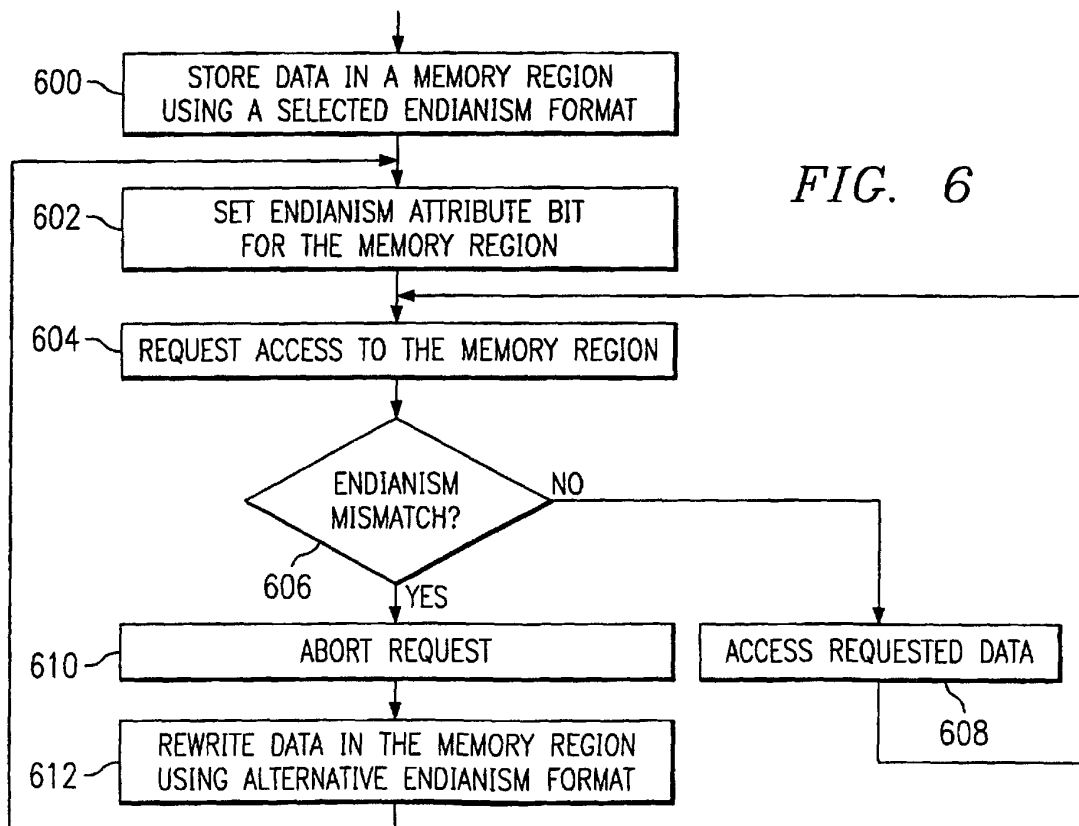 600
STORE DATA IN A MEMORY REGION
USING A SELECTED ENDIANISM FORMAT
FIG. 6
602
SET ENDIANISM ATTRIBUTE BIT
FOR THE MEMORY REGION
604
REQUEST ACCESS TO THE MEMORY REGION
ENDIANISM
MISMATCH?
NO
606
YES
610
ABORT REQUEST
ACCESS REQUESTED DATA
608
612
REWRITE DATA IN THE MEMORY REGION
USING ALTERNATIVE ENDIANISM FORMAT